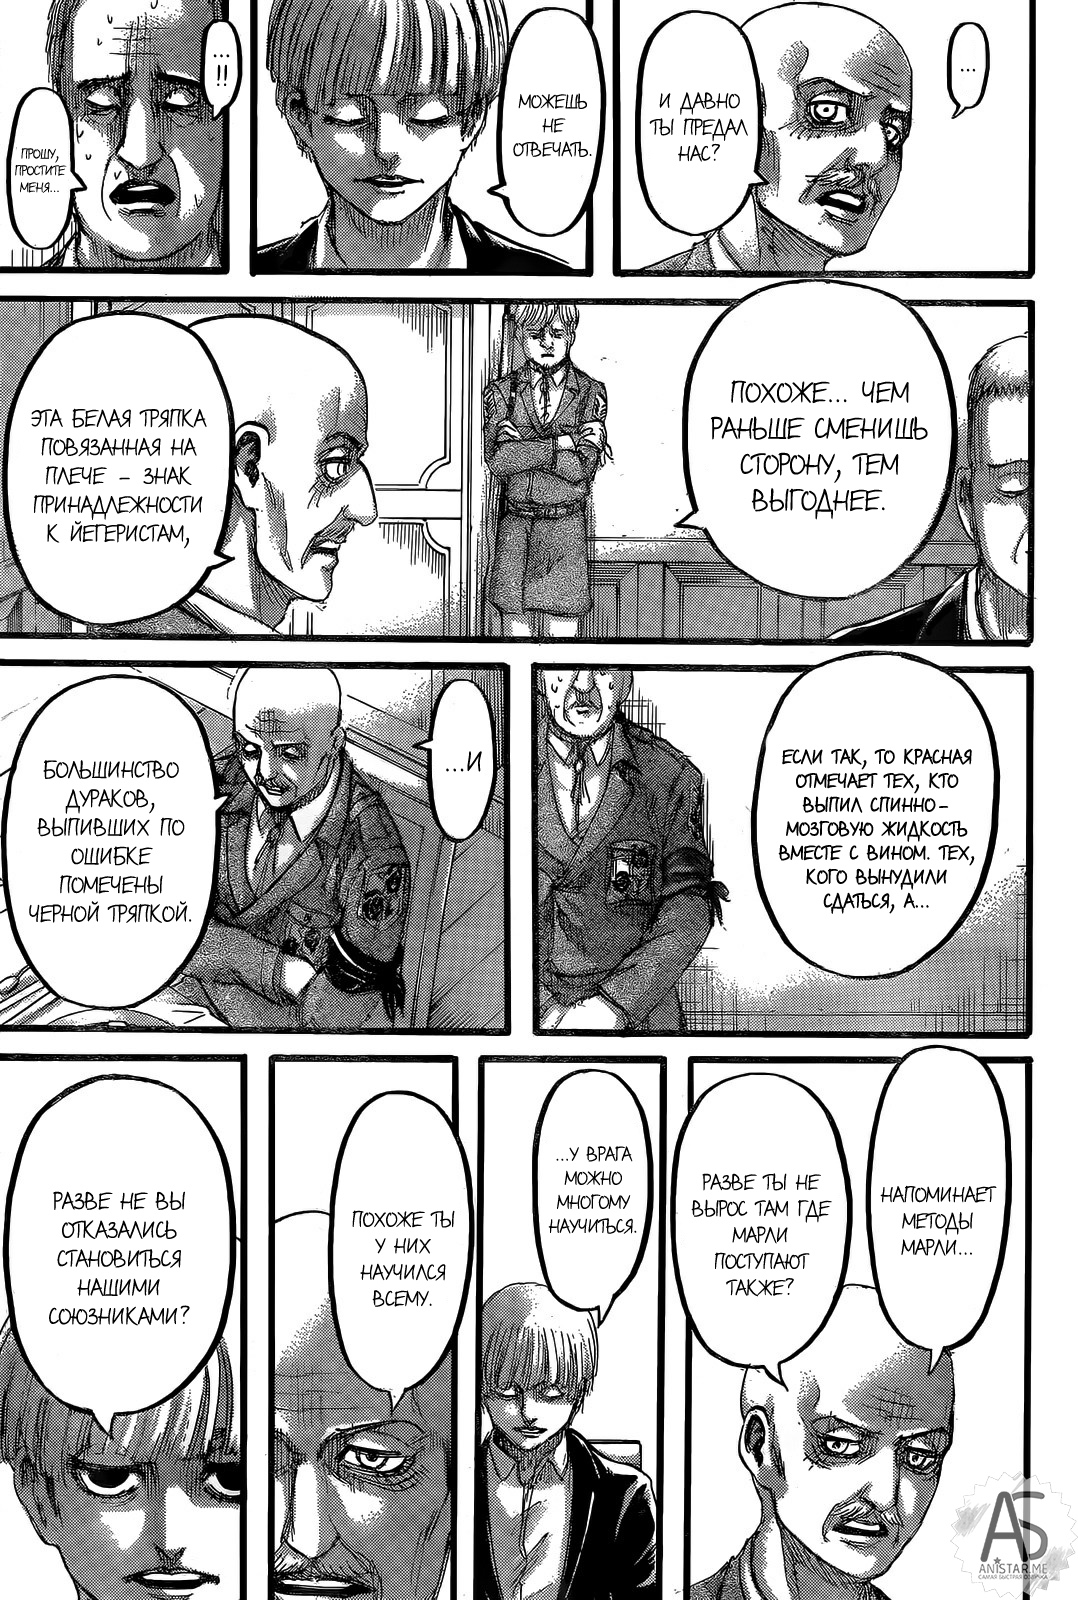 ...
И ДАВНО
ТЫ ПРЕДАЛ
НАС?
МОЖЕШЬ
НЕ
ОТВЕЧАТЬ.
...
!!
ПРОШУ,
ПРОСТИТЕ
МЕНЯ...
ПОХОЖЕ... ЧЕМ
РАНЬШЕ СМЕНИШЬ
СТОРОНУ, ТЕМ
ВЫГОДНЕЕ.
ЭТА БЕЛАЯ ТРЯПКА
ПОВЯЗАННАЯ НА
ПЛЕЧЕ – ЗНАК
ПРИНАДЛЕЖНОСТИ
К ЙЕГЕРИСТАМ,
ЕСЛИ ТАК, ТО КРАСНАЯ
ОТМЕЧАЕТ ТЕХ, КТО
ВЫПИЛ СПИННО-
МОЗГОВУЮ ЖИДКОСТЬ
ВМЕСТЕ С ВИНОМ. ТЕХ,
КОГО ВЫНУДИЛИ
СДАТЬСЯ, А...
...И
БОЛЬШИНСТВО
ДУРАКОВ,
ВЫПИВШИХ ПО
ОШИБКЕ
ПОМЕЧЕНЫ
ЧЕРНОЙ ТРЯПКОЙ.
НАПОМИНАЕТ
МЕТОДЫ
МАРЛИ...
РАЗВЕ ТЫ НЕ
ВЫРОС ТАМ ГДЕ
МАРЛИ
ПОСТУПАЮТ
ТАКЖЕ?
...У ВРАГА
МОЖНО
МНОГОМУ
НАУЧИТЬСЯ.
ПОХОЖЕ ТЫ
У НИХ
НАУЧИЛСЯ
ВСЕМУ.
РАЗВЕ НЕ ВЫ
ОТКАЗАЛИСЬ
СТАНОВИТЬСЯ
НАШИМИ
СОЮЗНИКАМИ?
AS
ANISTAR.ME
САМАЯ БЫСТРАЯ ОЗВУЧКА